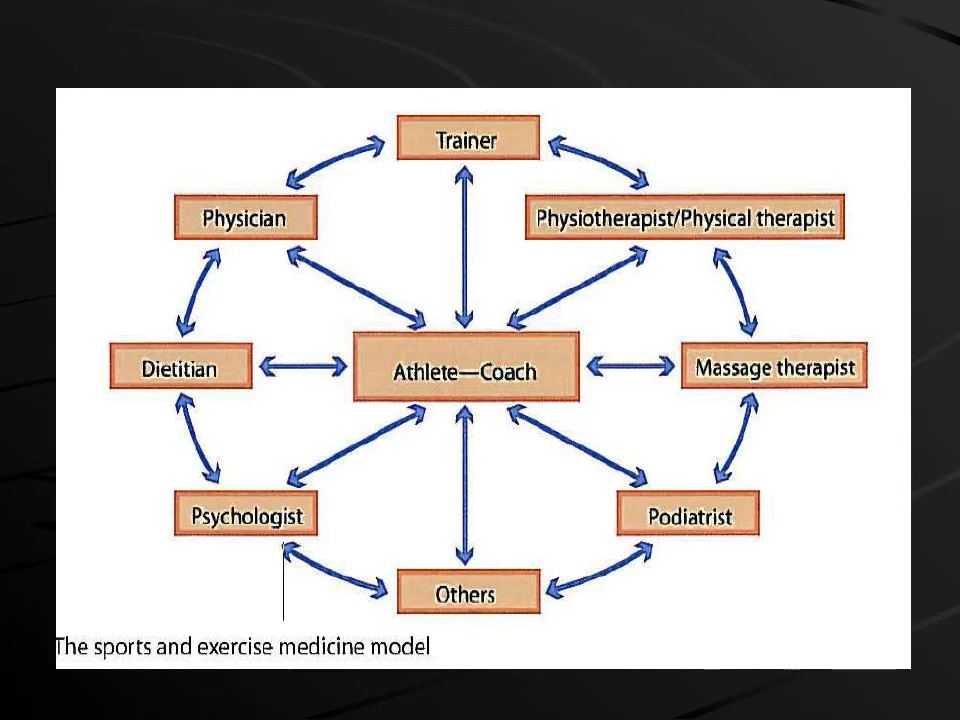 Trainer
Physician
Physiotherapist/Physical therapist
Dietitian
Athlete—Coach
Massage therapist
Psychologist
Podiatrist
Others
The sports and exercise medicine model